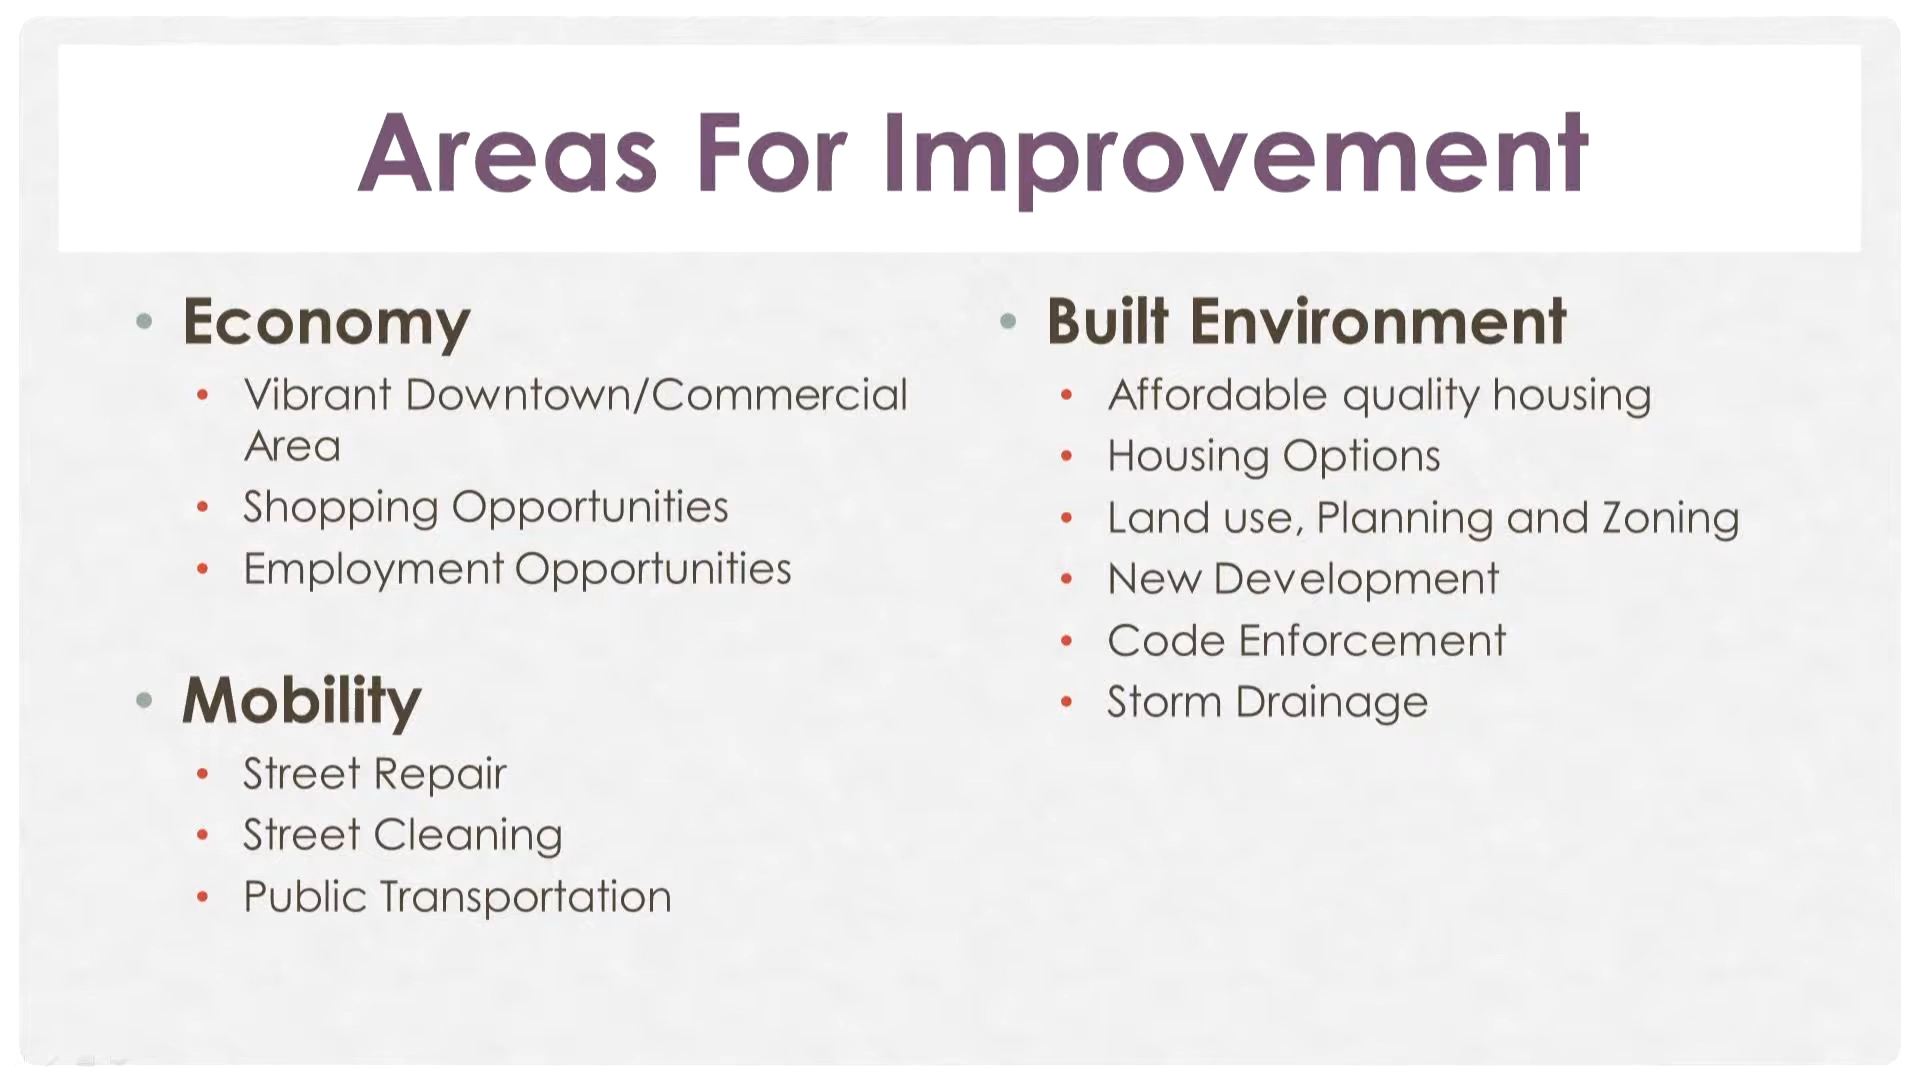 Areas For Improvement
• Economy
• Vibrant Downtown/Commercial
Area
• Shopping Opportunities
• Employment Opportunities
• Mobility
• Street Repair
• Street Cleaning
• Public Transportation
• Built Environment
• Affordable quality housing
• Housing Options
• Land use, Planning and Zoning
• New Development
• Code Enforcement
• Storm Drainage